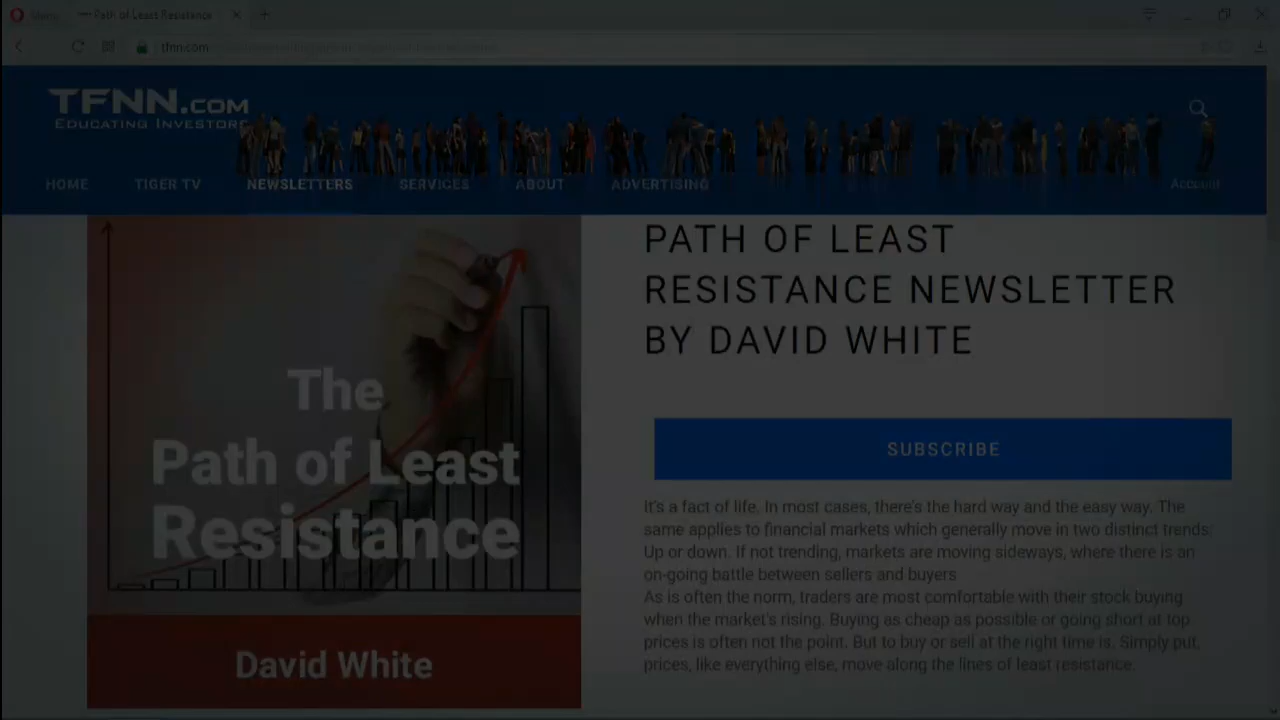 Menu
Path of Least Resistance
tfnn.com
TFNN.COM
EDUCATING INVESTORS
HOME TIGER TV NEWSLETTERS SERVICES ABOUT ADVERTISING Account
The
Path of Least
Resistance
David White
PATH OF LEAST
RESISTANCE NEWSLETTER
BY DAVID WHITE
SUBSCRIBE
It's a fact of life. In most cases, there's the hard way and the easy way. The
same applies to financial markets which generally move in two distinct trends:
Up or down. If not trending, markets are moving sideways, where there is an
on-going battle between sellers and buyers
As is often the norm, traders are most comfortable with their stock buying
when the market's rising. Buying as cheap as possible or going short at top
prices is often not the point. But to buy or sell at the right time is. Simply put,
prices, like everything else, move along the lines of least resistance.